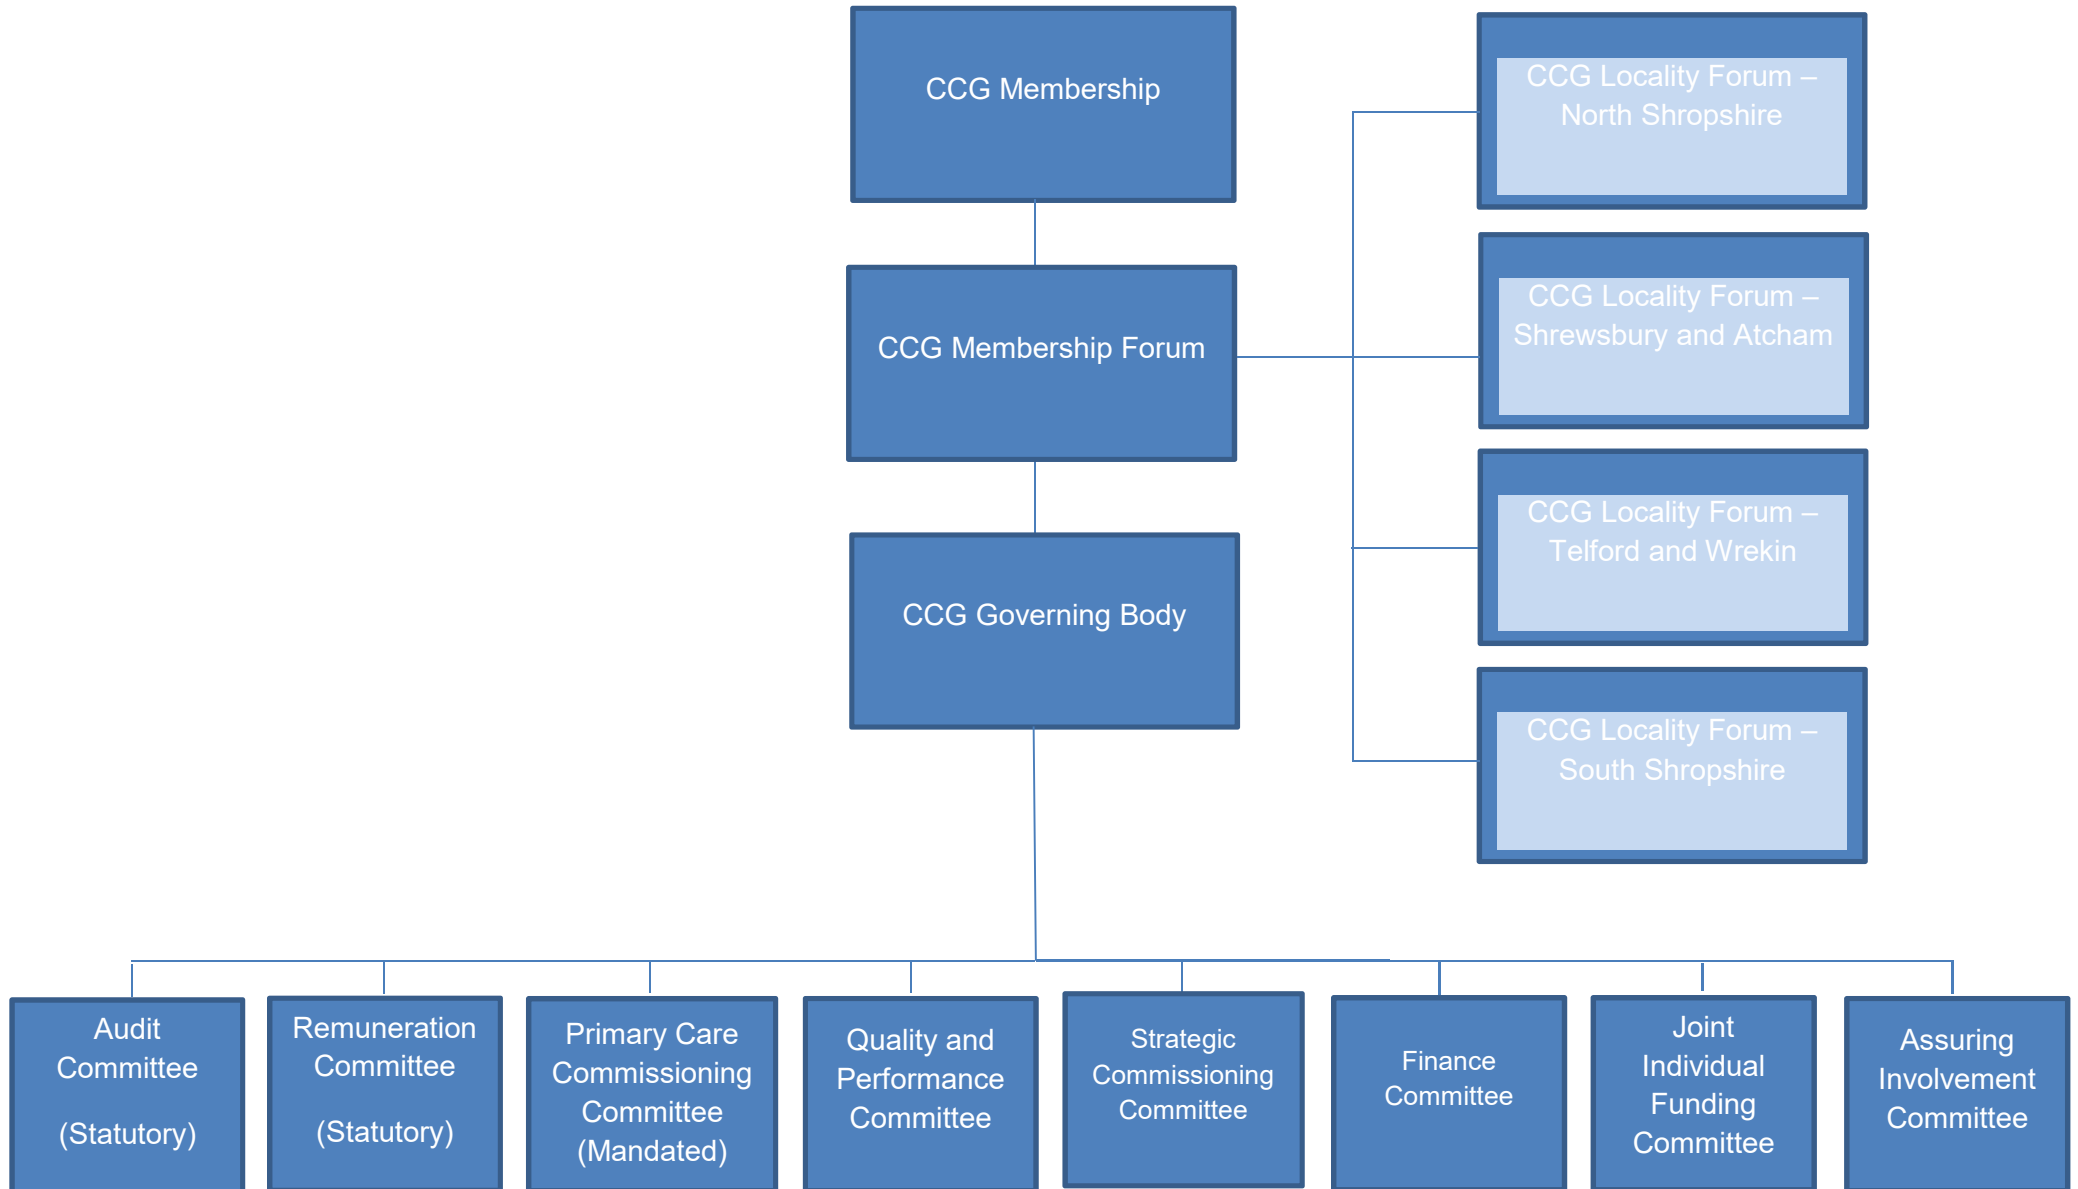 CCG Membership
CCG Locality Forum –
North Shropshire
CCG Membership Forum
CCG Locality Forum –
Shrewsbury and Atcham
CCG Locality Forum –
Telford and Wrekin
CCG Governing Body
CCG Locality Forum –
South Shropshire
Audit
Committee
(Statutory)
Remuneration
Committee
(Statutory)
Primary Care
Commissioning
Committee
(Mandated)
Quality and
Performance
Committee
Strategic
Commissioning
Committee
Finance
Committee
Joint
Individual
Funding
Committee
Assuring
Involvement
Committee